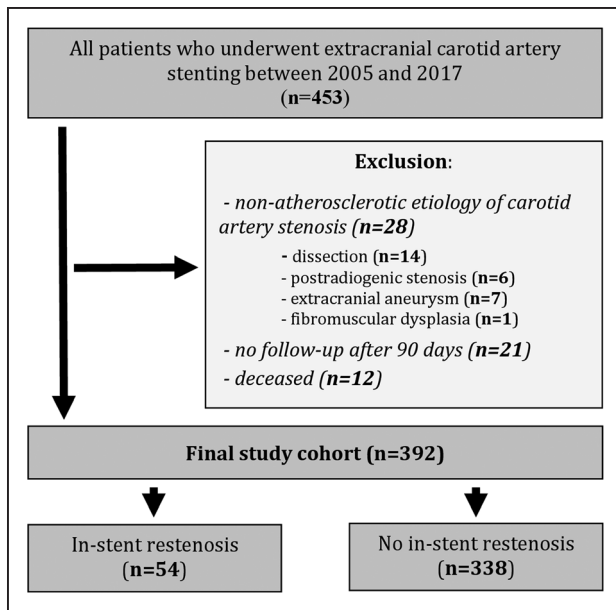 All patients who underwent extracranial carotid artery
stenting between 2005 and 2017
(n=453)
Exclusion:
- non-atherosclerotic etiology of carotid
artery stenosis (n=28)
- dissection (n=14)
- postradiogenic stenosis (n=6)
- extracranial aneurysm (n=7)
- fibromuscular dysplasia (n=1)
- no follow-up after 90 days (n=21)
- deceased (n=12)
Final study cohort (n=392)
In-stent restenosis
(n=54)
No in-stent restenosis
(n=338)